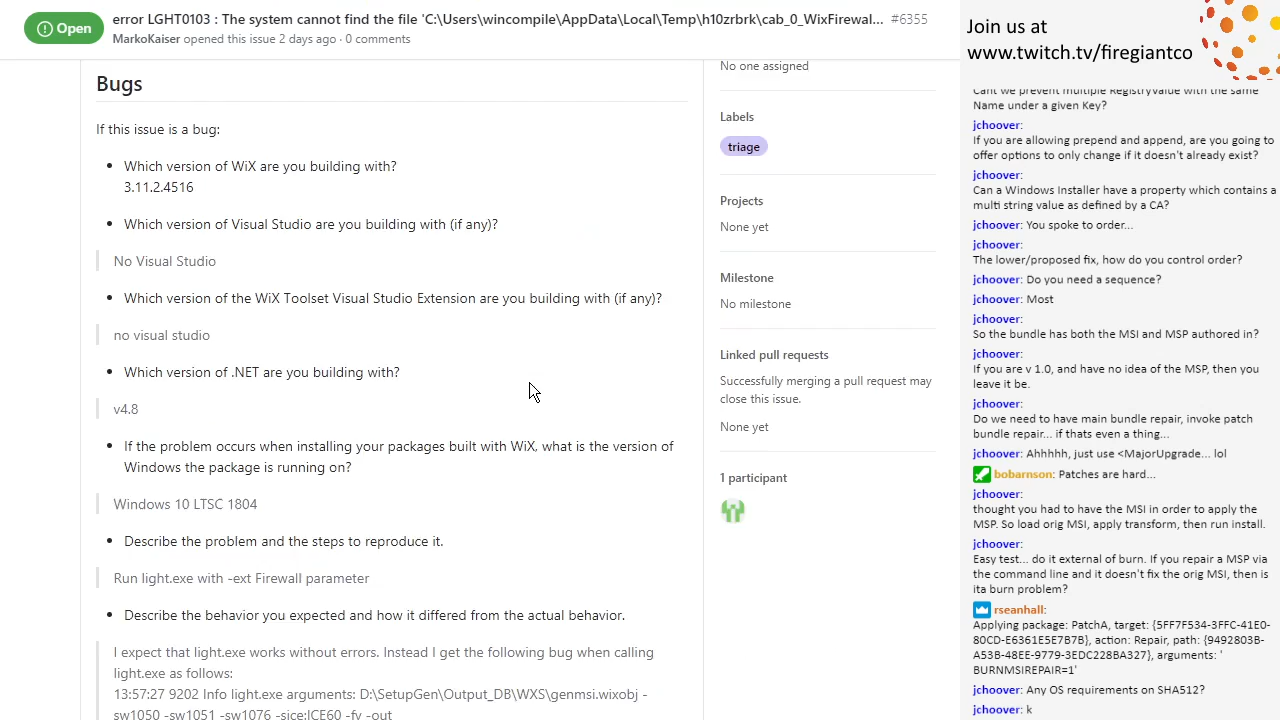 Open
error LGHT0103 : The system cannot find the file 'C:\Users\wincompile\AppData\Local\Temp\h10zrbrk\cab_0_WixFirewal... #6355
MarkoKaiser opened this issue 2 days ago · 0 comments
Bugs
If this issue is a bug:
• Which version of WiX are you building with?
3.11.2.4516
• Which version of Visual Studio are you building with (if any)?
No Visual Studio
• Which version of the WiX Toolset Visual Studio Extension are you building with (if any)?
no visual studio
• Which version of .NET are you building with?
v4.8
• If the problem occurs when installing your packages built with WiX, what is the version of
Windows the package is running on?
Windows 10 LTSC 1804
• Describe the problem and the steps to reproduce it.
Run light.exe with -ext Firewall parameter
• Describe the behavior you expected and how it differed from the actual behavior.
I expect that light.exe works without errors. Instead I get the following bug when calling
light.exe as follows:
13:57:27 9202 Info light.exe arguments: D:\SetupGen\Output_DB\WXS\genmsi.wixobj -
sw1050 -sw1051 -sw1076 -sice:ICE60 -fv -out
No one assigned
Labels
triage
Projects
None yet
Milestone
No milestone
Linked pull requests
Successfully merging a pull request may
close this issue.
None yet
1 participant
Join us at
www.twitch.tv/firegiantco
Cant we prevent multiple RegistryValue with the same
Name under a given Key?
jchoover:
If you are allowing prepend and append, are you going to
offer options to only change if it doesn't already exist?
jchoover:
Can a Windows Installer have a property which contains a
multi string value as defined by a CA?
jchoover: You spoke to order...
jchoover:
The lower/proposed fix, how do you control order?
jchoover: Do you need a sequence?
jchoover: Most
jchoover:
So the bundle has both the MSI and MSP authored in?
jchoover:
If you are v 1.0, and have no idea of the MSP, then you
leave it be.
jchoover:
Do we need to have main bundle repair, invoke patch
bundle repair... if thats even a thing...
jchoover: Ahhhhh, just use <MajorUpgrade... lol
bobarnson: Patches are hard...
jchoover:
thought you had to have the MSI in order to apply the
MSP. So load orig MSI, apply transform, then run install.
jchoover:
Easy test... do it external of burn. If you repair a MSP via
the command line and it doesn't fix the orig MSI, then is
ita burn problem?
rseanhall:
Applying package: PatchA, target: {5FF7F534-3FFC-41E0-
80CD-E6361E5E7B7B}, action: Repair, path: {9492803B-
A53B-48EE-9779-3EDC228BA327}, arguments: '
BURNMSIREPAIR=1'
jchoover: Any OS requirements on SHA512?
jchoover: k